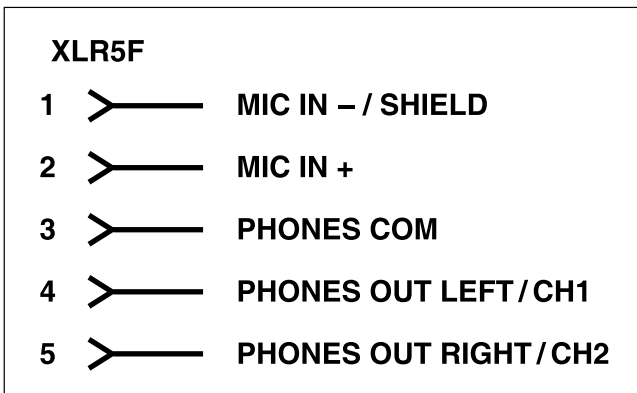 XLR5F
1 MIC IN – / SHIELD
2 MIC IN +
3 PHONES COM
4 PHONES OUT LEFT / CH1
5 PHONES OUT RIGHT / CH2